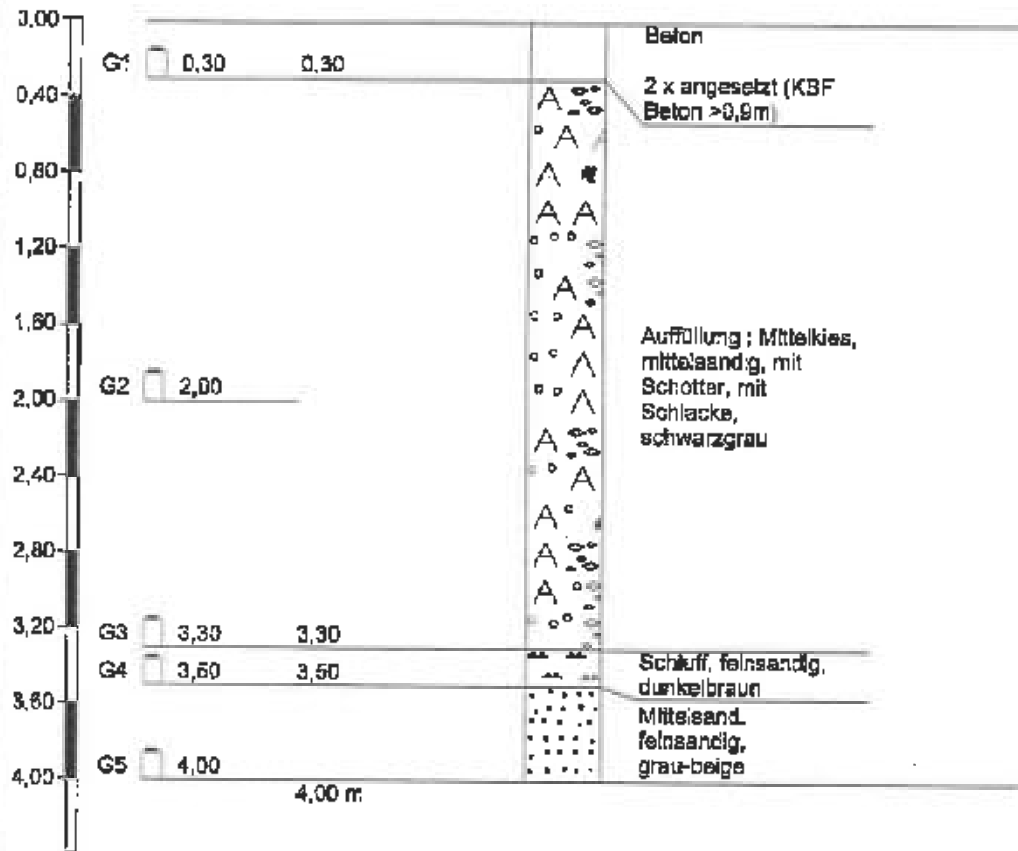 0,00
0,40
0,80
1,20
1,60
2,00
2,40
2,80
3,20
3,60
4,00
G1 0,30 0,30
G2 2,00
G3 3,30 3,30
G4 3,50 3,50
G5 4,00
4,00 m
Beton
2 x angesetzt (KBF
Beton >0,9m)
Auffüllung ; Mittelkies,
mittelsandig, mit
Schotter, mit
Schlacke,
schwarzgrau
Schluff, feinsandig,
dunkelbraun
Mittelsand,
feinsandig,
grau-beige